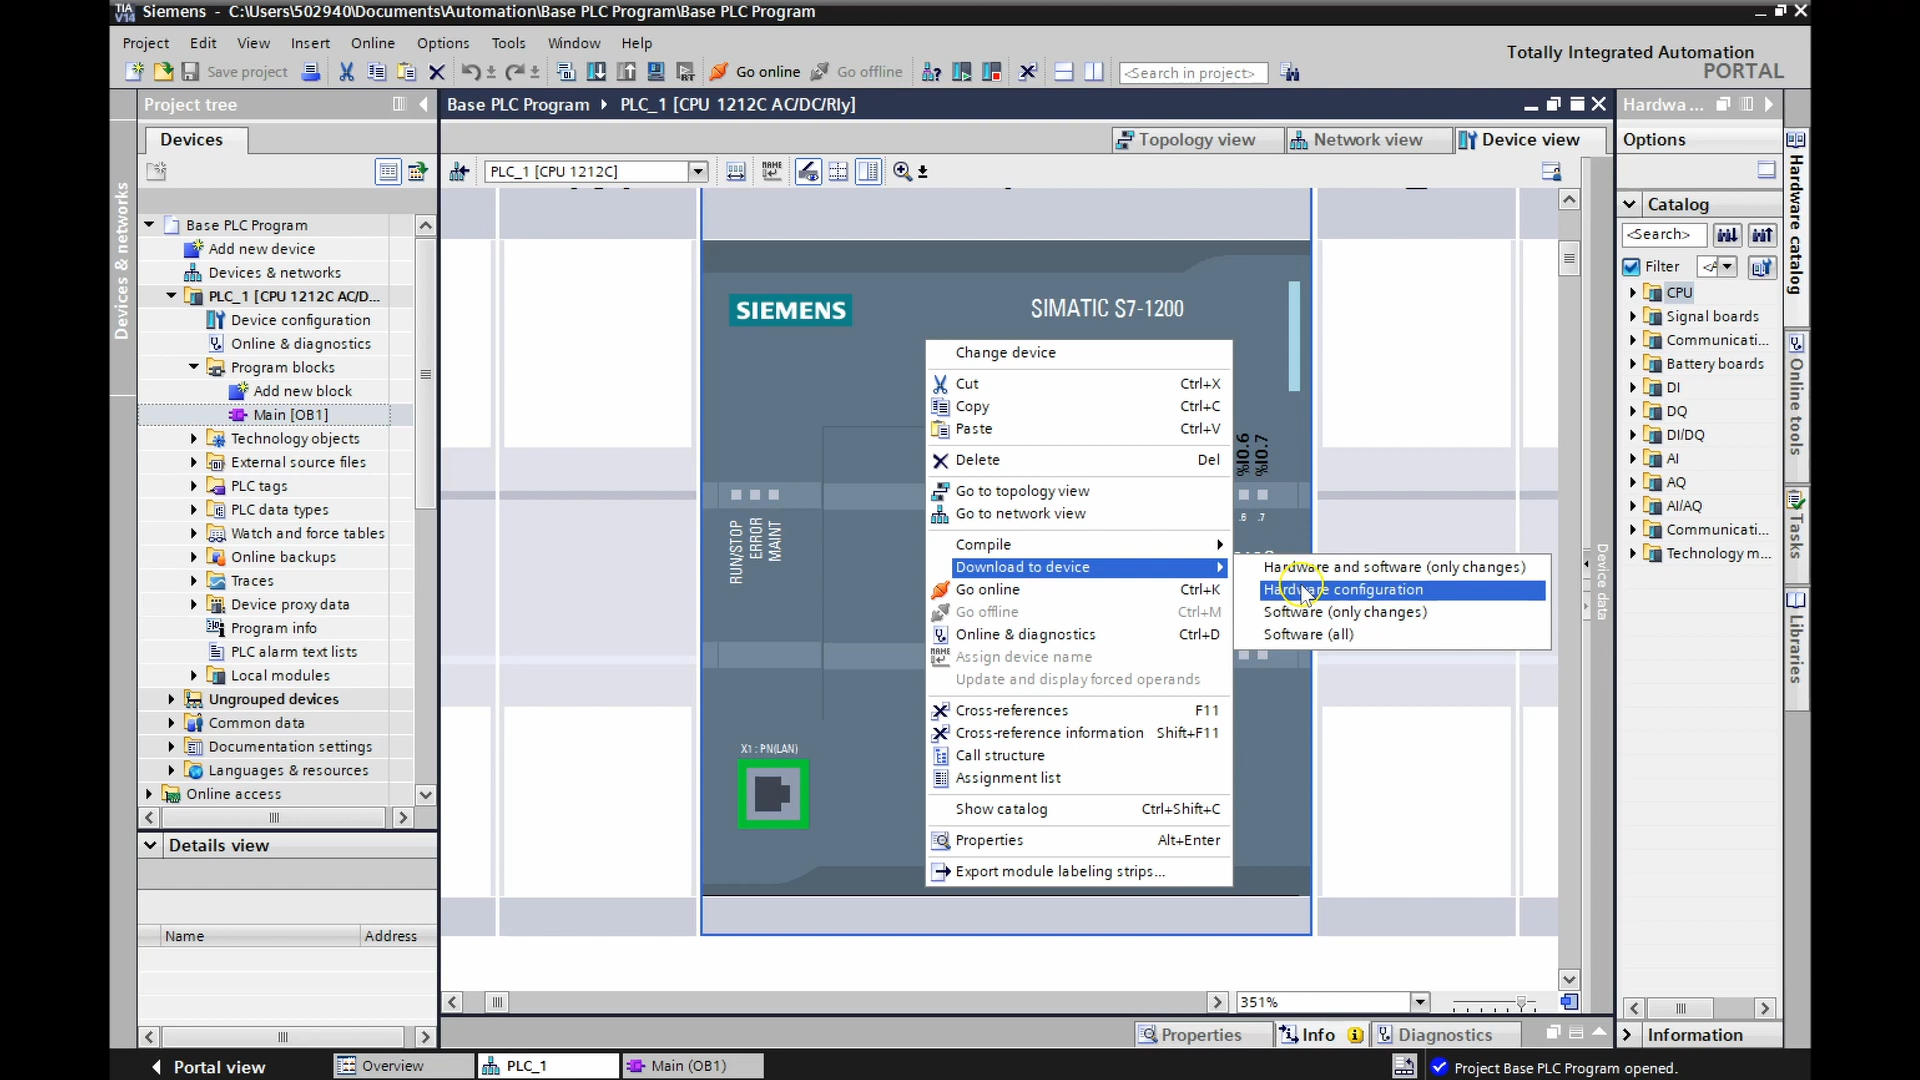 TIA V14 Siemens - C:\Users\502940\Documents\Automation\Base PLC Program\Base PLC Program
Project Edit View Insert Online Options Tools Window Help
Totally Integrated Automation
PORTAL
Save project
Go online
Go offline
<Search in project>
Project tree
Base PLC Program PLC_1 [CPU 1212C AC/DC/Rly]
Hardwa...
Devices
Topology view
Network view
Device view
Options
PLC_1 [CPU 1212C]
Devices & networks
Base PLC Program
Add new device
Devices & networks
PLC_1 [CPU 1212C AC/D...
Device configuration
Online & diagnostics
Program blocks
Add new block
Main [OB1]
Technology objects
External source files
PLC tags
PLC data types
Watch and force tables
Online backups
Traces
Device proxy data
Program info
PLC alarm text lists
Local modules
Ungrouped devices
Common data
Documentation settings
Languages & resources
Online access
Details view
Name Address
SIEMENS
SIMATIC S7-1200
%I0.6
%I0.7
.6 .7
RUN/STOP
ERROR
MAINT
X1 : PN(LAN)
Change device
Cut Ctrl+X
Copy Ctrl+C
Paste Ctrl+V
Delete Del
Go to topology view
Go to network view
Compile
Download to device
Go online Ctrl+K
Go offline Ctrl+M
Online & diagnostics Ctrl+D
Assign device name
Update and display forced operands
Cross-references F11
Cross-reference information Shift+F11
Call structure
Assignment list
Show catalog Ctrl+Shift+C
Properties Alt+Enter
Export module labeling strips...
Hardware and software (only changes)
Hardware configuration
Software (only changes)
Software (all)
Device data
351%
Properties
Info
Diagnostics
Catalog
<Search>
Filter
CPU
Signal boards
Communicati...
Battery boards
DI
DQ
DI/DQ
AI
AQ
AI/AQ
Communicati...
Technology m...
Information
Hardware catalog
Online tools
Tasks
Libraries
Portal view
Overview
PLC_1
Main (OB1)
Project Base PLC Program opened.